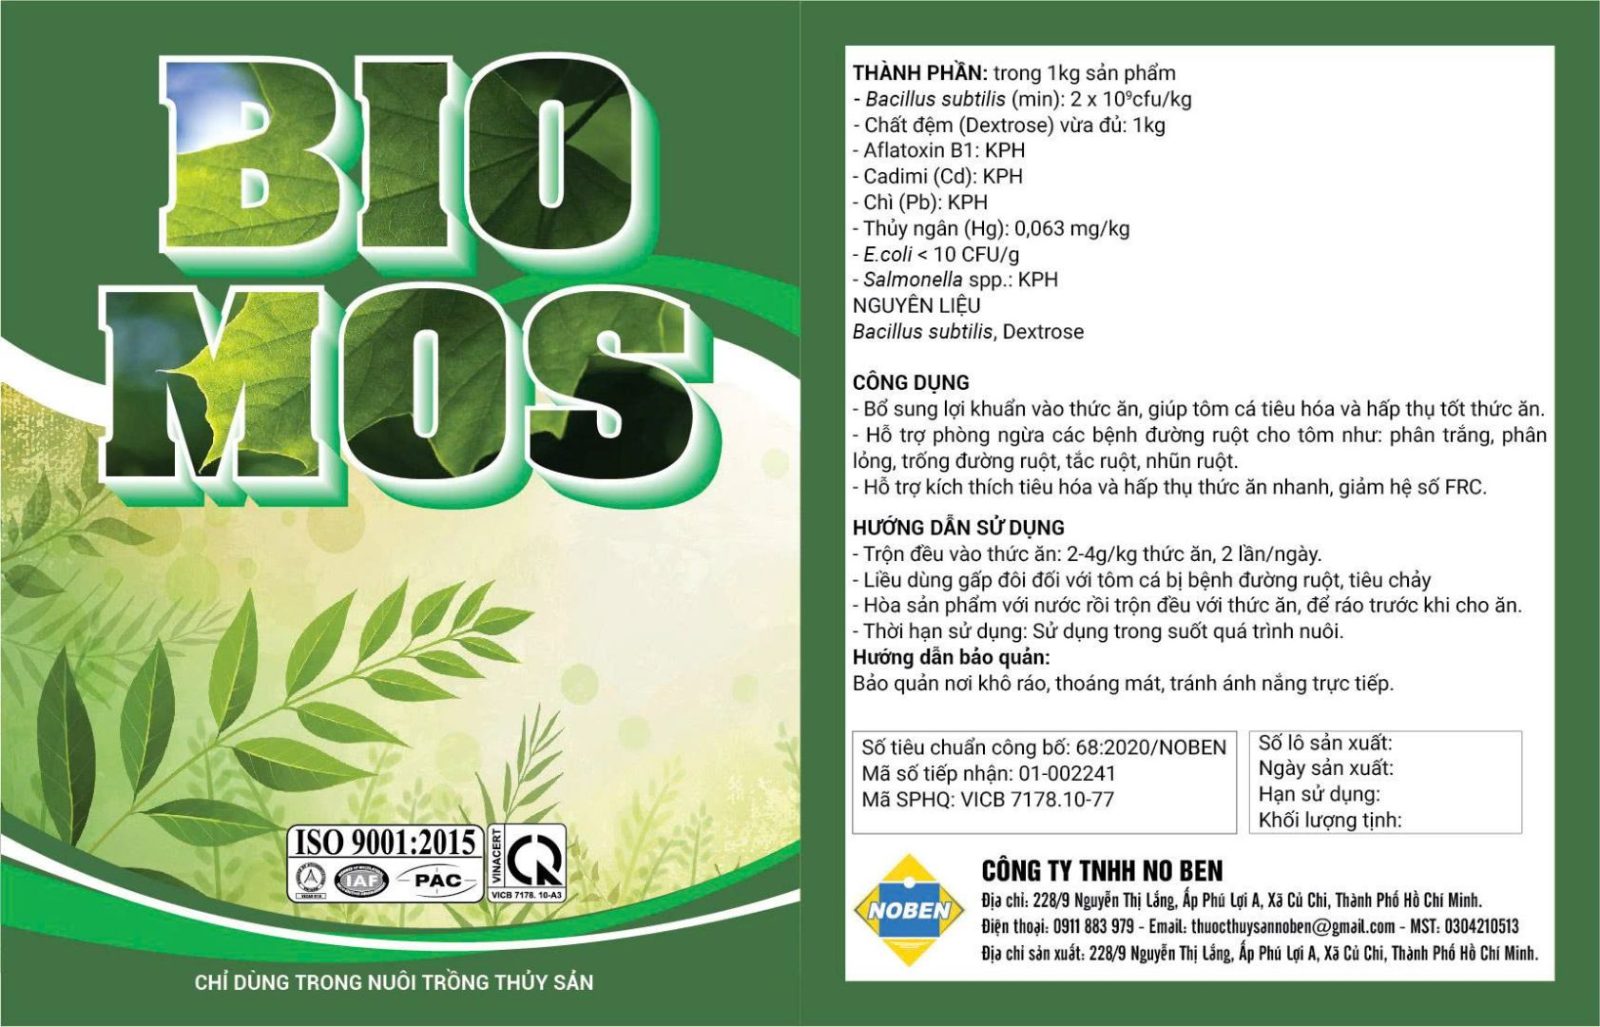 BIO
MOS
ISO 9001:2015
IAF
PAC
VINACERT
VICB 7178. 10-A3
CHỈ DÙNG TRONG NUÔI TRỒNG THỦY SẢN
THÀNH PHẦN: trong 1kg sản phẩm
- Bacillus subtilis (min): 2 x 10⁹cfu/kg
- Chất đệm (Dextrose) vừa đủ: 1kg
- Aflatoxin B1: KPH
- Cadimi (Cd): KPH
- Chì (Pb): KPH
- Thủy ngân (Hg): 0,063 mg/kg
- E.coli < 10 CFU/g
- Salmonella spp.: KPH
NGUYÊN LIỆU
Bacillus subtilis, Dextrose
CÔNG DỤNG
- Bổ sung lợi khuẩn vào thức ăn, giúp tôm cá tiêu hóa và hấp thụ tốt thức ăn.
- Hỗ trợ phòng ngừa các bệnh đường ruột cho tôm như: phân trắng, phân
lỏng, trống đường ruột, tắc ruột, nhũn ruột.
- Hỗ trợ kích thích tiêu hóa và hấp thụ thức ăn nhanh, giảm hệ số FRC.
HƯỚNG DẪN SỬ DỤNG
- Trộn đều vào thức ăn: 2-4g/kg thức ăn, 2 lần/ngày.
- Liều dùng gấp đôi đối với tôm cá bị bệnh đường ruột, tiêu chảy
- Hòa sản phẩm với nước rồi trộn đều với thức ăn, để ráo trước khi cho ăn.
- Thời hạn sử dụng: Sử dụng trong suốt quá trình nuôi.
Hướng dẫn bảo quản:
Bảo quản nơi khô ráo, thoáng mát, tránh ánh nắng trực tiếp.
Số tiêu chuẩn công bố: 68:2020/NOBEN
Mã số tiếp nhận: 01-002241
Mã SPHQ: VICB 7178.10-77
Số lô sản xuất:
Ngày sản xuất:
Hạn sử dụng:
Khối lượng tịnh:
NOBEN
CÔNG TY TNHH NO BEN
Địa chỉ: 228/9 Nguyễn Thị Lắng, Ấp Phú Lợi A, Xã Củ Chi, Thành Phố Hồ Chí Minh.
Điện thoại: 0911 883 979 - Email: thuocthuysannoben@gmail.com - MST: 0304210513
Địa chỉ sản xuất: 228/9 Nguyễn Thị Lắng, Ấp Phú Lợi A, Xã Củ Chi, Thành Phố Hồ Chí Minh.